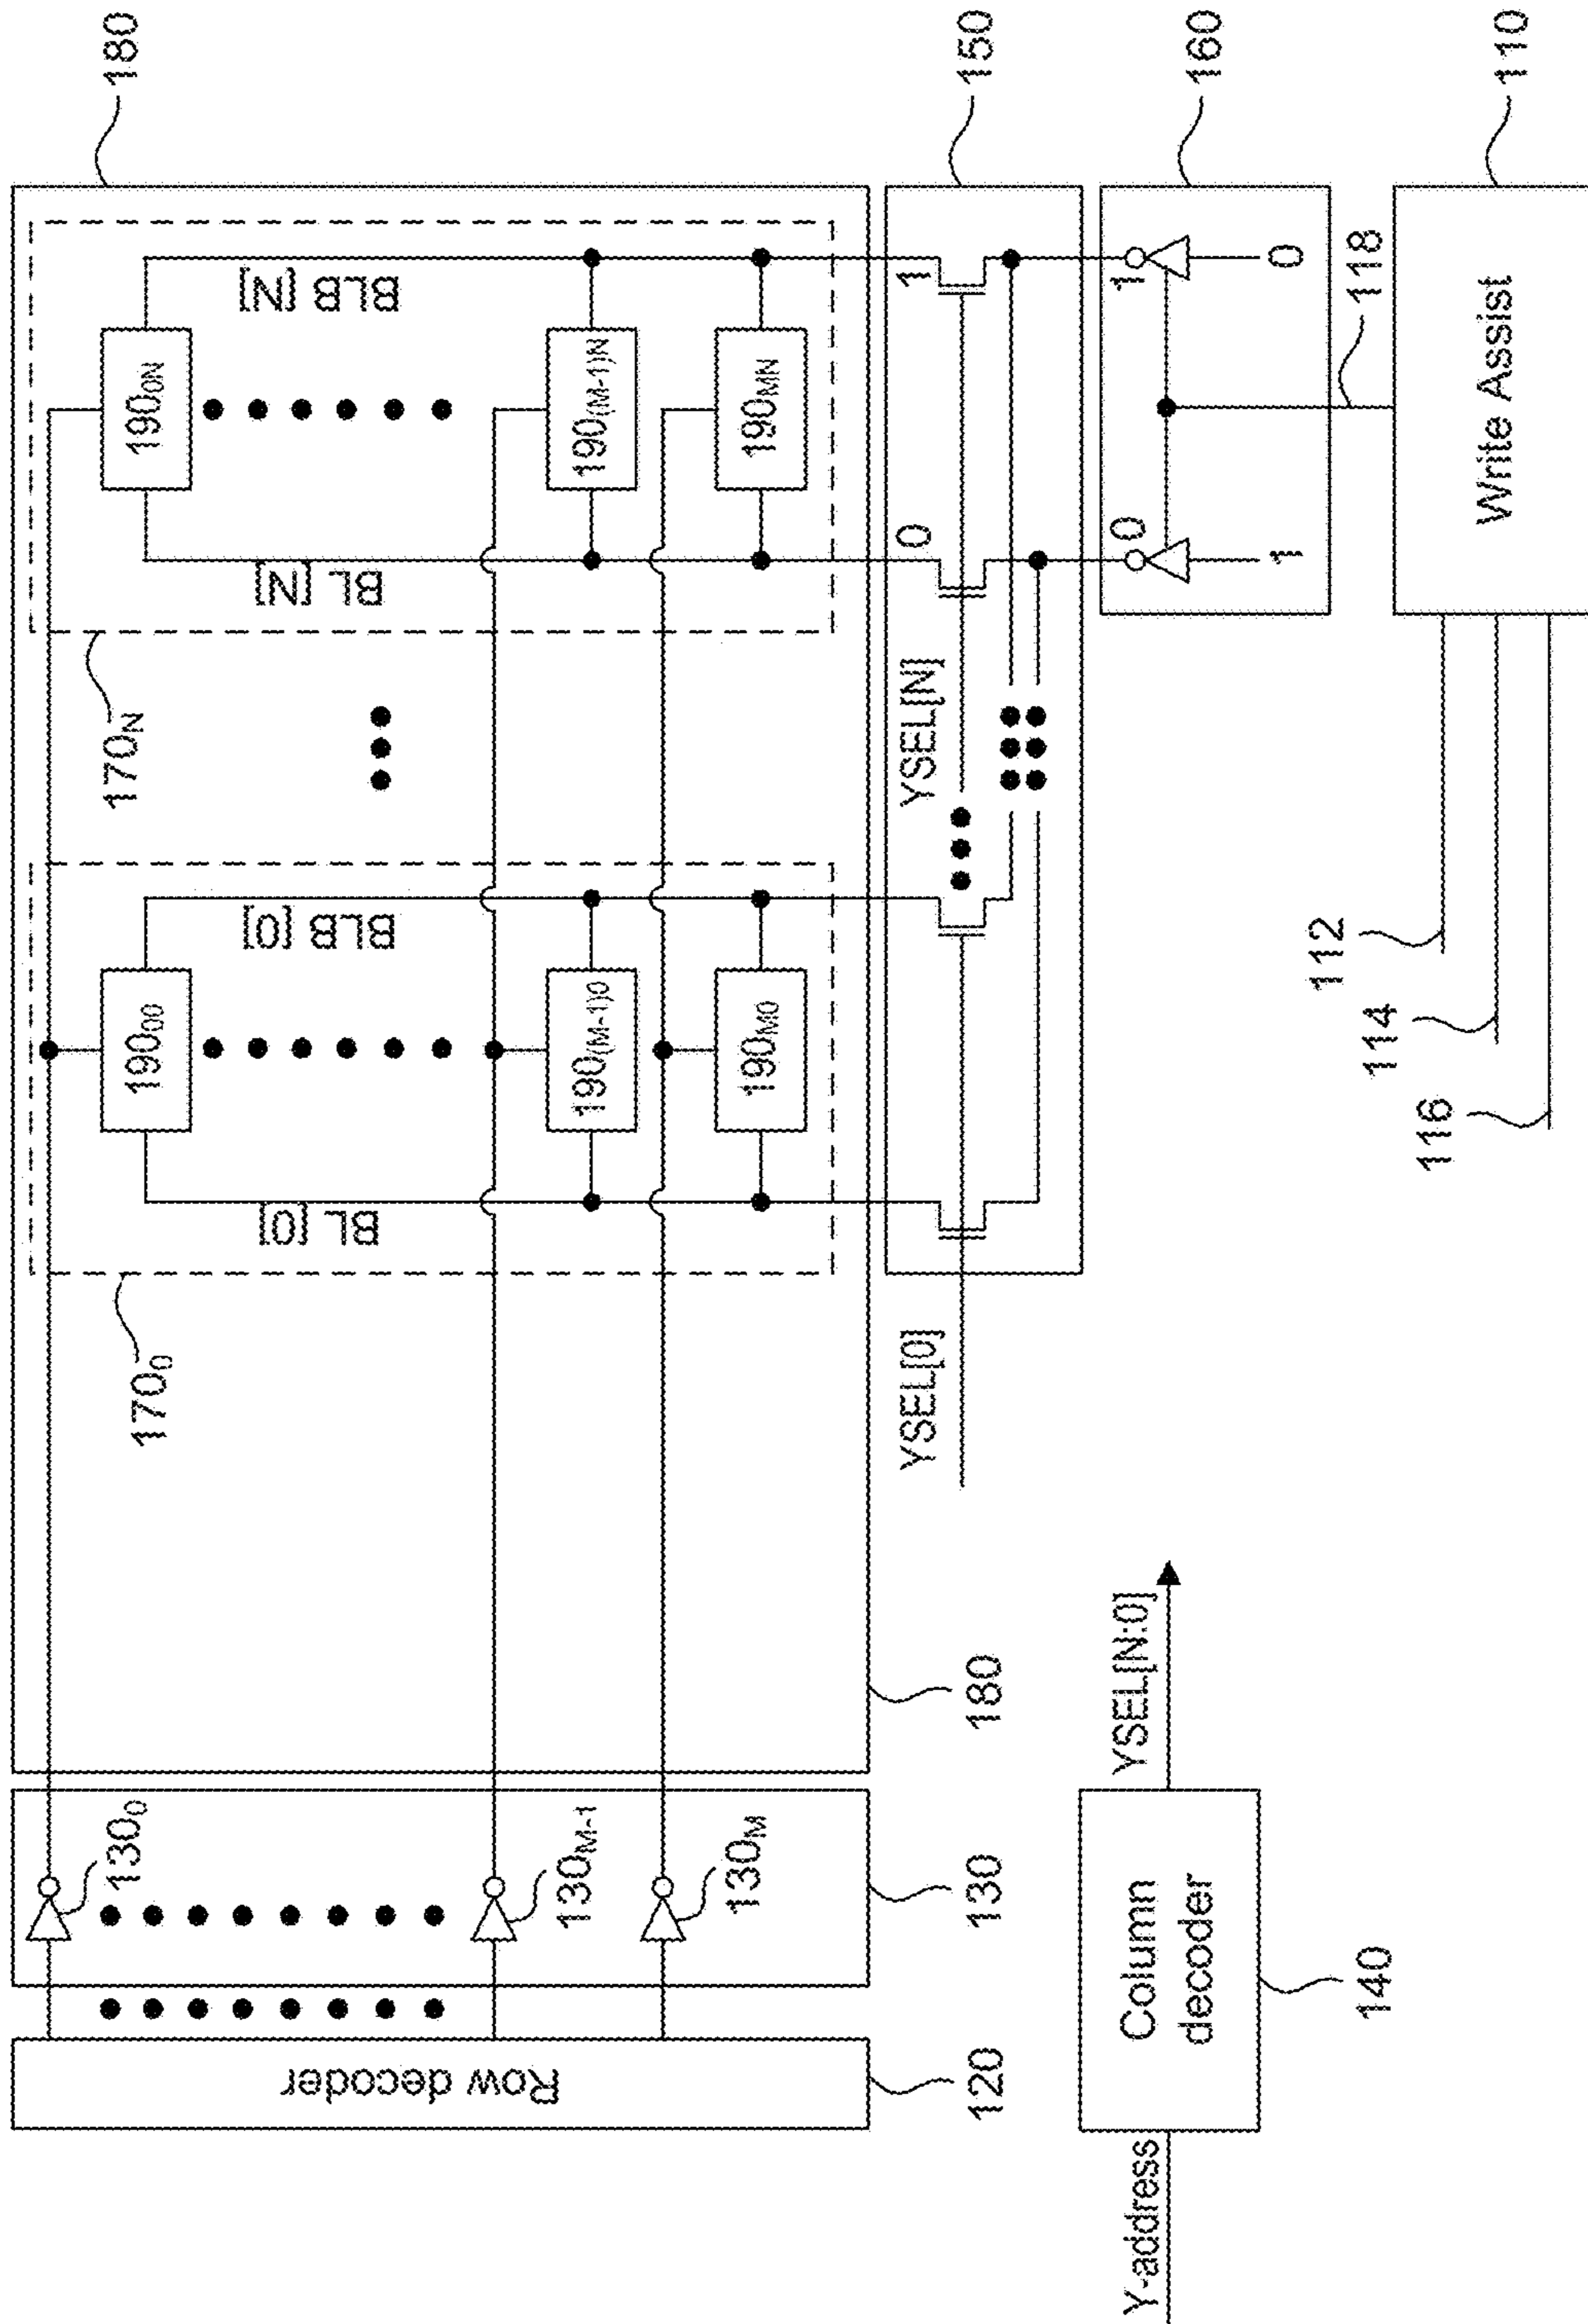 180
170₀
170_N
BL [0]
BLB [0]
BL [N]
BLB [N]
190₀₀
190₀N
190(M-1)0
190(M-1)N
190M0
190MN
130₀
130M-1
130M
Row decoder
120
130
180
YSEL[0]
YSEL[N]
0
1
150
0
1
1
0
160
118
Y-address
Column
decoder
140
YSEL[N:0]
112
114
116
Write Assist
110